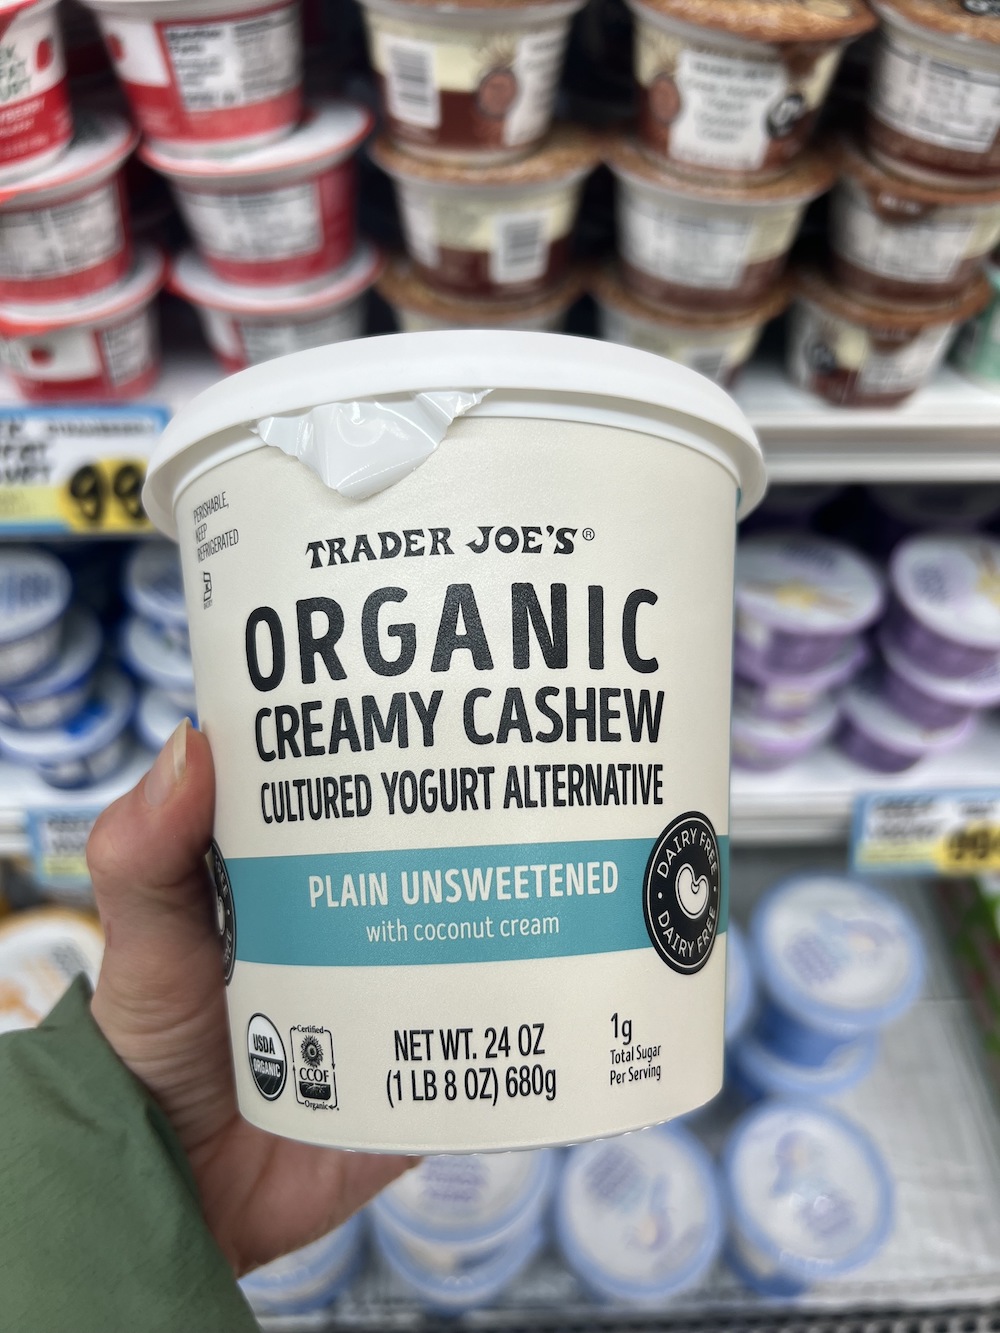 99
PERISHABLE,
KEEP
REFRIGERATED
TRADER JOE'S®
ORGANIC
CREAMY CASHEW
CULTURED YOGURT ALTERNATIVE
PLAIN UNSWEETENED
with coconut cream
DAIRY FREE • DAIRY FREE •
USDA
ORGANIC
Certified
CCOF
Organic
NET WT. 24 OZ
(1 LB 8 OZ) 680g
1g
Total Sugar
Per Serving